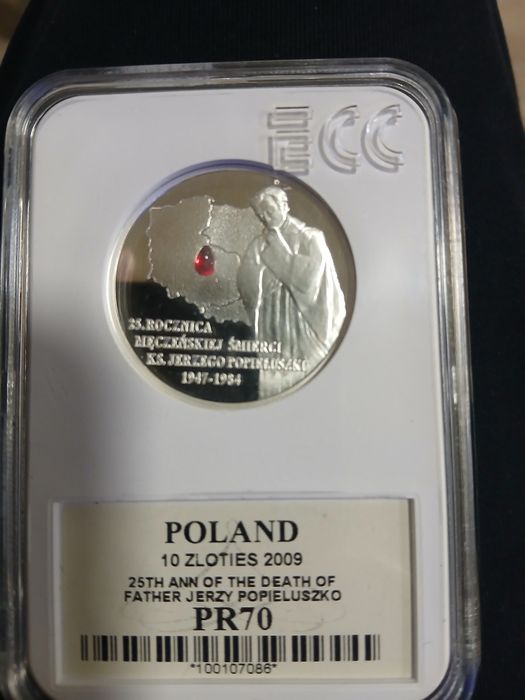 GCC
25. ROCZNICA
MĘCZEŃSKIEJ ŚMIERCI
KS. JERZEGO POPIEŁUSZKI
1947-1984
POLAND
10 ZLOTIES 2009
25TH ANN OF THE DEATH OF
FATHER JERZY POPIELUSZKO
PR70
*100107086*